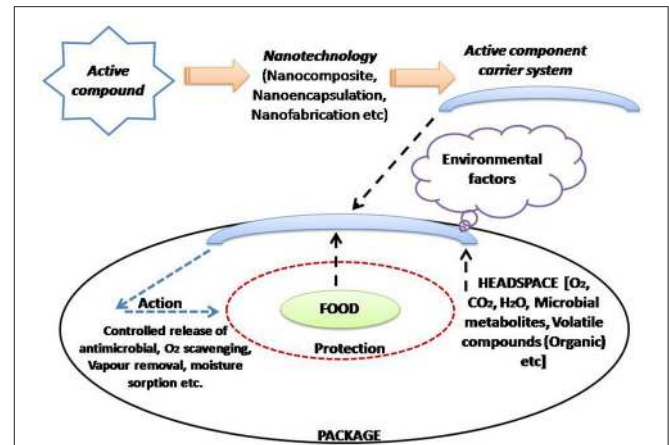 Active
compound
Nanotechnology
(Nanocomposite,
Nanoencapsulation,
Nanofabrication etc)
Active component
carrier system
Environmental
factors
Action
Controlled release of
antimicrobial, O₂ scavenging,
Vapour removal, moisture
sorption etc.
FOOD
Protection
HEADSPACE [O₂,
CO₂, H₂O, Microbial
metabolites, Volatile
compounds (Organic)
etc]
PACKAGE